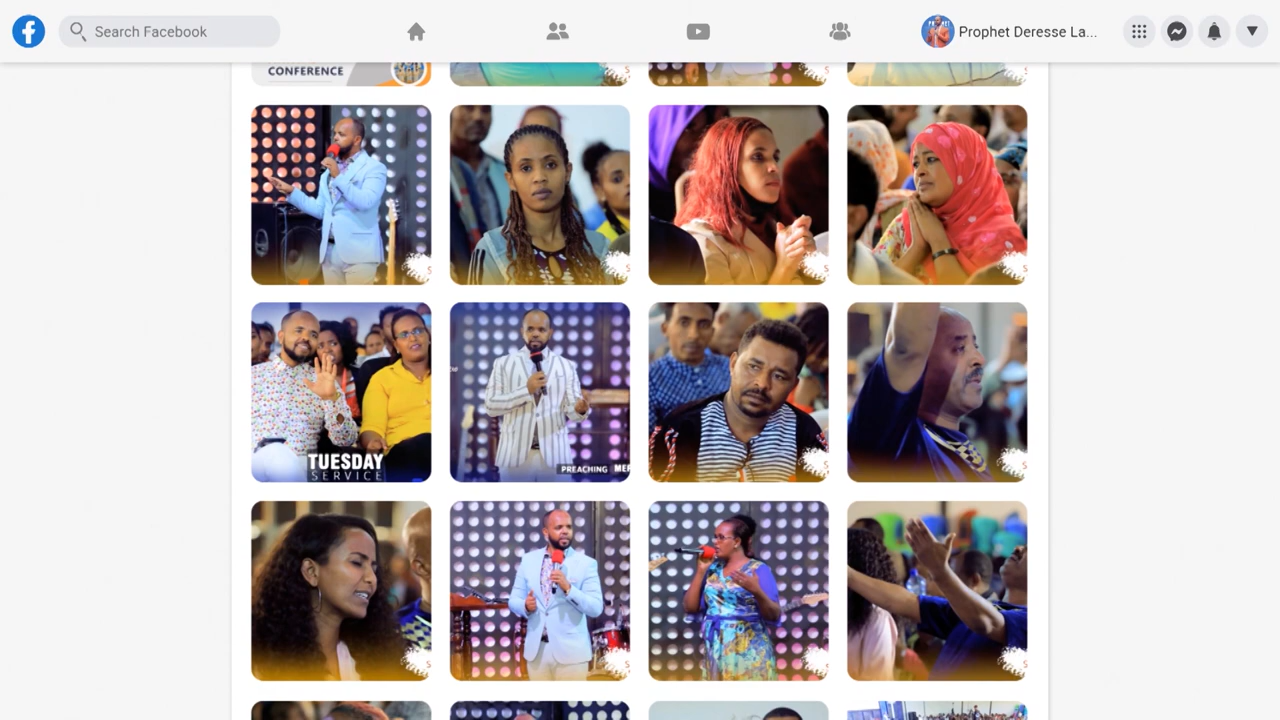 Search Facebook
Prophet Deresse La...
CONFERENCE
TUESDAY
SERVICE
PREACHING